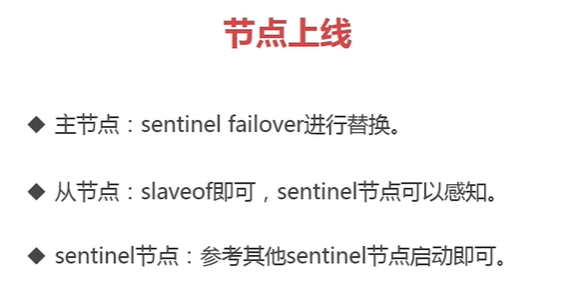 节点上线
◆ 主节点：sentinel failover进行替换。
◆ 从节点：slaveof即可，sentinel节点可以感知。
◆ sentinel节点：参考其他sentinel节点启动即可。